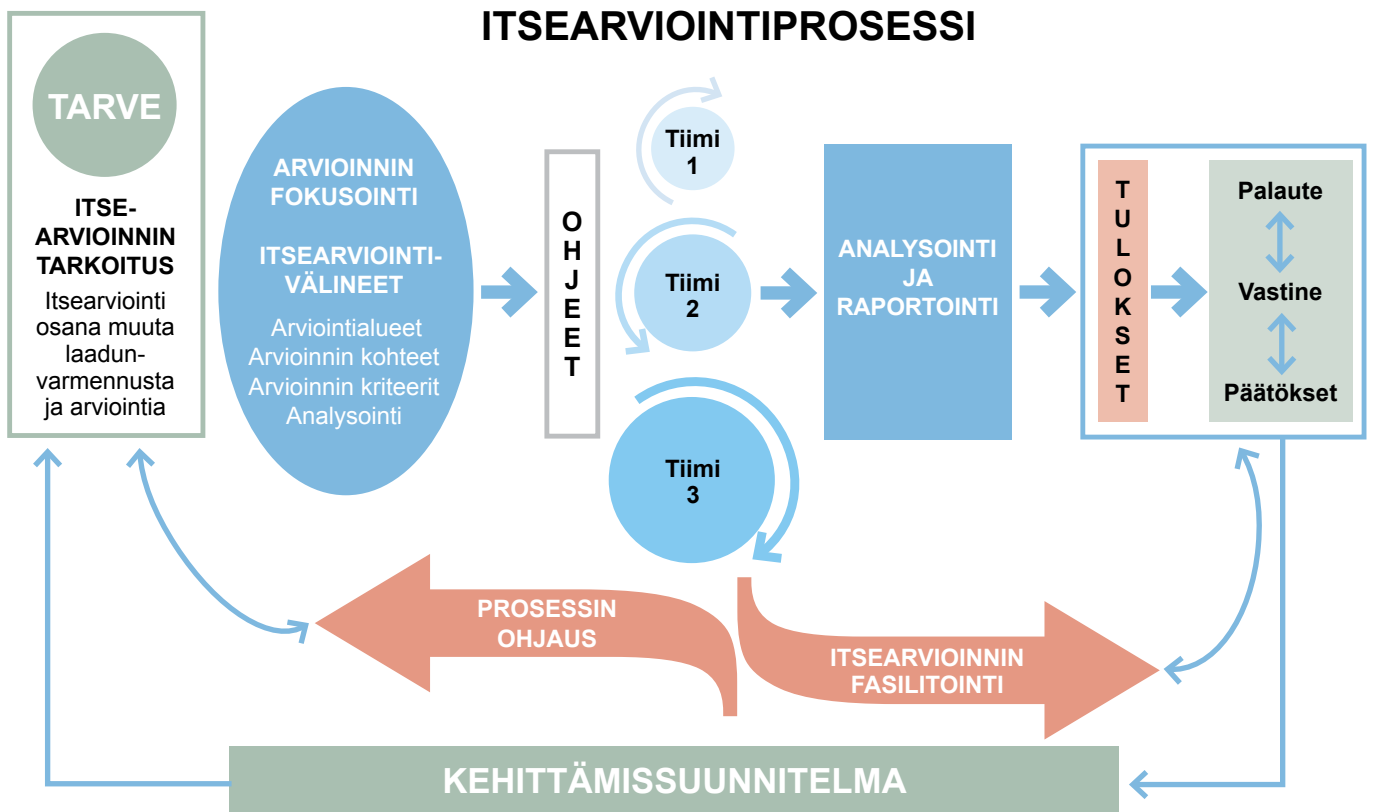 ITSEARVIOINTIPROSESSI
TARVE
ITSE-
ARVIOINNIN
TARKOITUS
Itsearviointi
osana muuta
laadun-
varmennusta
ja arviointia
ARVIOINNIN
FOKUSOINTI
ITSEARVIOINTI-
VÄLINEET
Arviointialueet
Arvioinnin kohteet
Arvioinnin kriteerit
Analysointi
OHJEET
Tiimi
1
Tiimi
2
Tiimi
3
ANALYSOINTI
JA
RAPORTOINTI
TULOKSET
Palaute
Vastine
Päätökset
PROSESSIN
OHJAUS
ITSEARVIOINNIN
FASILITOINTI
KEHITTÄMISSUUNNITELMA